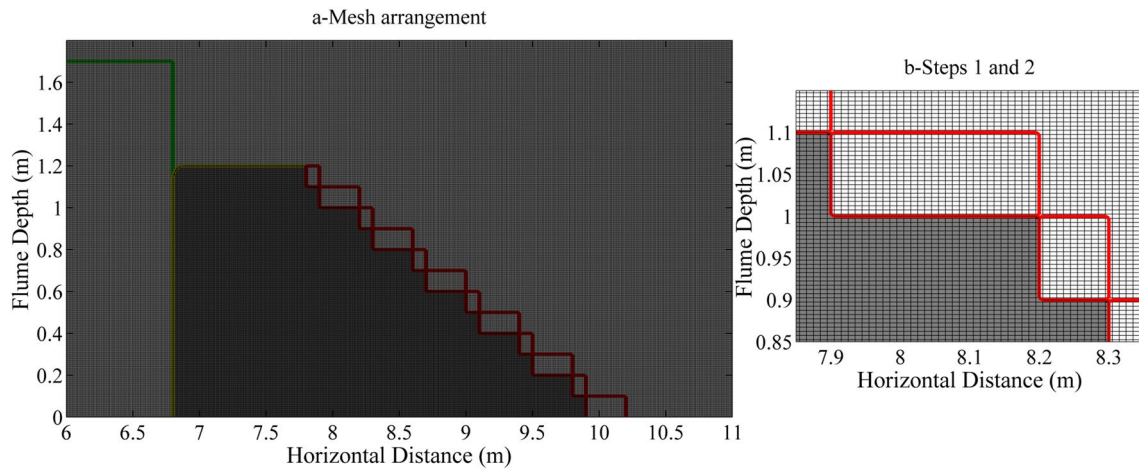 a-Mesh arrangement
1.6
1.4
1.2
1
0.8
0.6
0.4
0.2
0
Flume Depth (m)
6 6.5 7 7.5 8 8.5 9 9.5 10 10.5 11
Horizontal Distance (m)
b-Steps 1 and 2
1.1
1.05
1
0.95
0.9
0.85
Flume Depth (m)
7.9 8 8.1 8.2 8.3
Horizontal Distance (m)